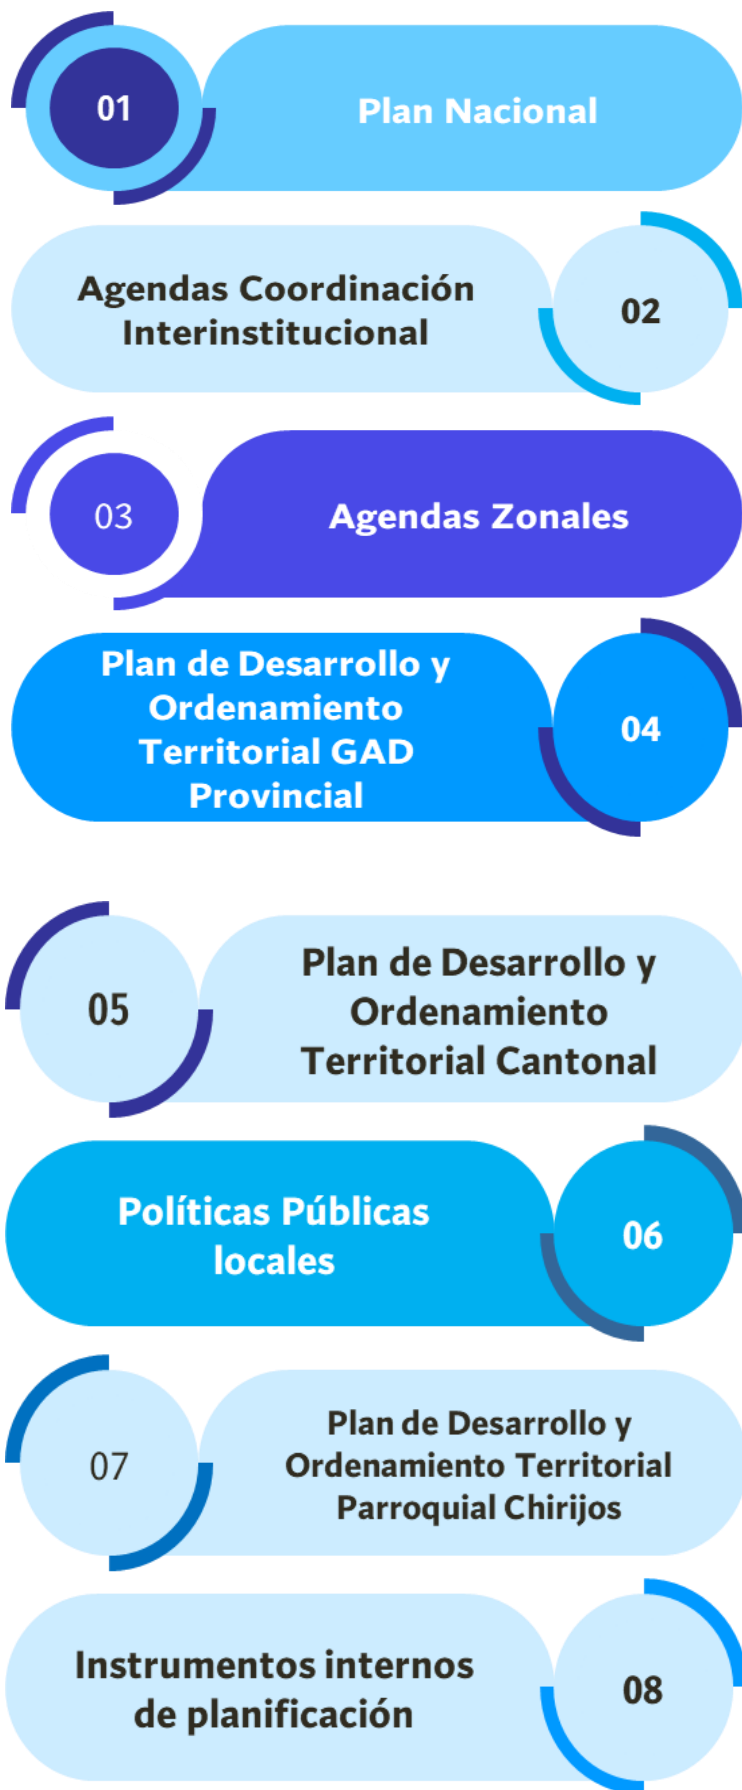 01
Plan Nacional
Agendas Coordinación
Interinstitucional
02
03
Agendas Zonales
Plan de Desarrollo y
Ordenamiento
Territorial GAD
Provincial
04
05
Plan de Desarrollo y
Ordenamiento
Territorial Cantonal
Políticas Públicas
locales
06
07
Plan de Desarrollo y
Ordenamiento Territorial
Parroquial Chirijos
Instrumentos internos
de planificación
08